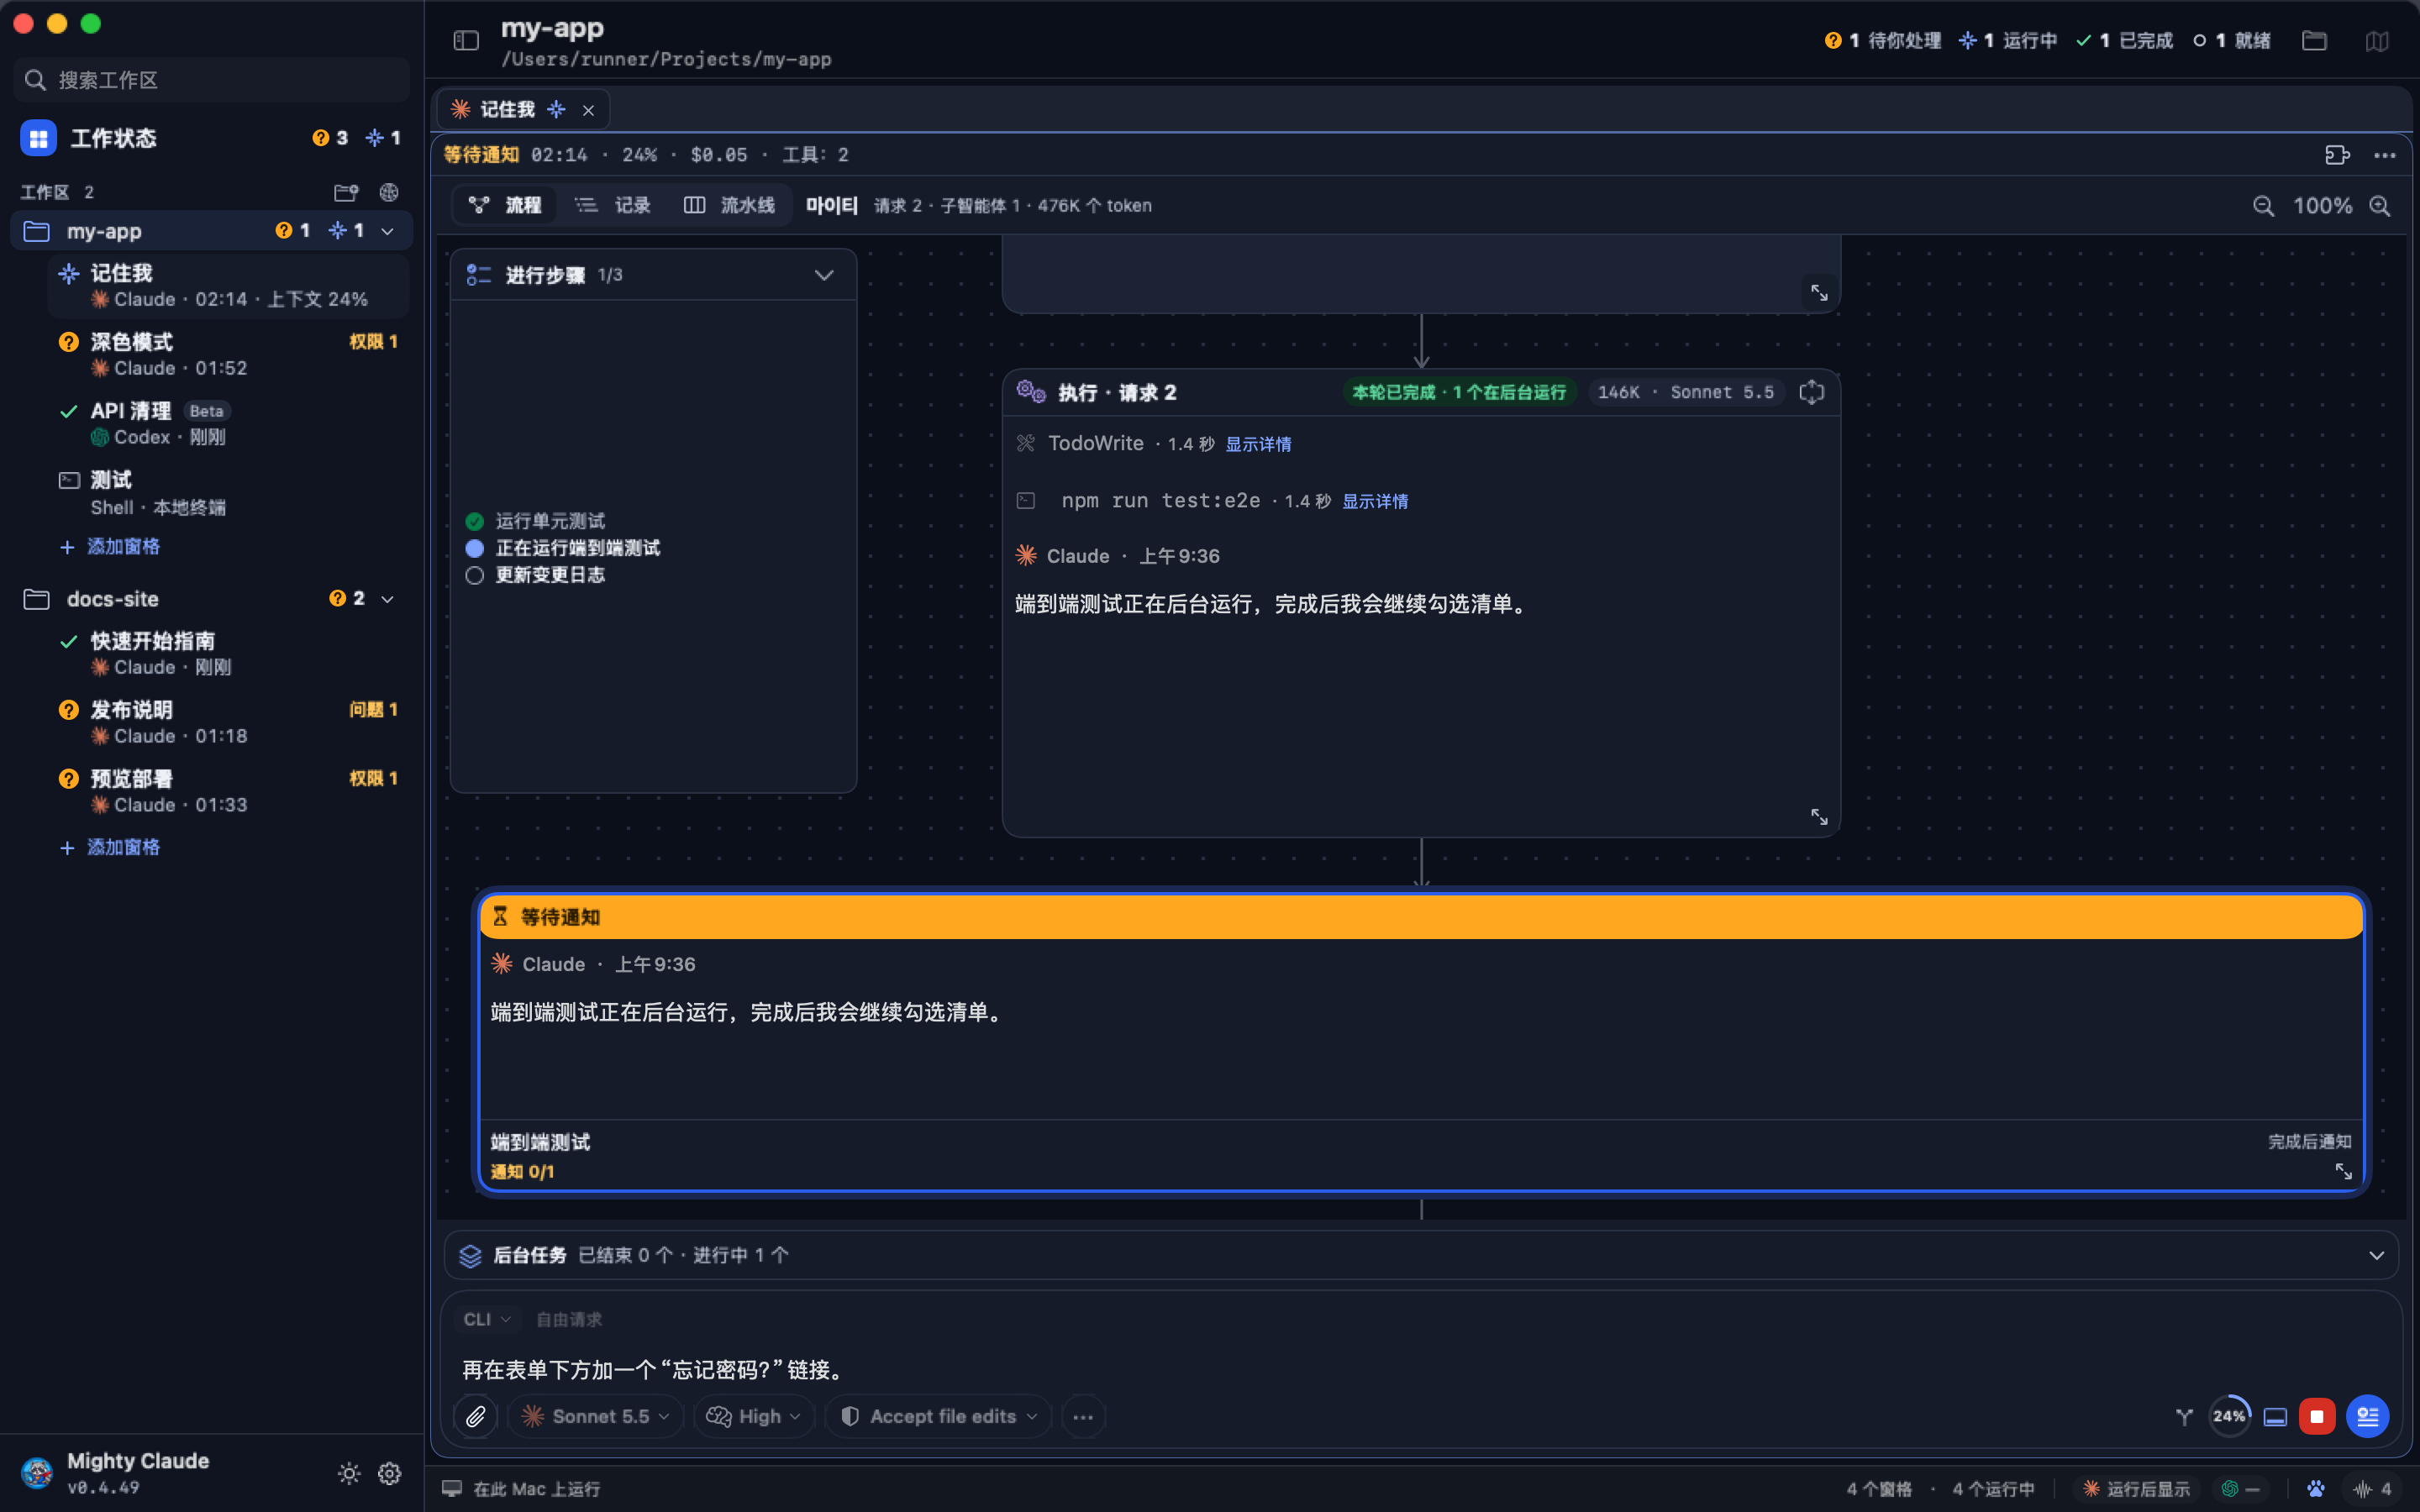 搜索工作区
工作状态 3 1
工作区 2
my-app 1 1
记住我
Claude · 02:14 · 上下文 24%
深色模式 权限 1
Claude · 01:52
API 清理 Beta
Codex · 刚刚
测试
Shell · 本地终端
+ 添加窗格
docs-site 2
快速开始指南
Claude · 刚刚
发布说明 问题 1
Claude · 01:18
预览部署 权限 1
Claude · 01:33
+ 添加窗格
Mighty Claude
v0.4.49
my-app
/Users/runner/Projects/my-app
1 待你处理 1 运行中 1 已完成 1 就绪
记住我
等待通知 02:14 · 24% · $0.05 · 工具: 2
流程 记录 流水线 마이티 请求 2 · 子智能体 1 · 476K 个 token
100%
进行步骤 1/3
运行单元测试
正在运行端到端测试
更新变更日志
执行 · 请求 2 本轮已完成 · 1 个在后台运行 146K · Sonnet 5.5
TodoWrite · 1.4 秒 显示详情
npm run test:e2e · 1.4 秒 显示详情
Claude · 上午9:36
端到端测试正在后台运行，完成后我会继续勾选清单。
等待通知
Claude · 上午9:36
端到端测试正在后台运行，完成后我会继续勾选清单。
端到端测试 完成后通知
通知 0/1
后台任务 已结束 0 个 · 进行中 1 个
CLI 自由请求
再在表单下方加一个“忘记密码？”链接。
Sonnet 5.5 High Accept file edits 24%
在此 Mac 上运行 4 个窗格 · 4 个运行中 运行后显示 — 4